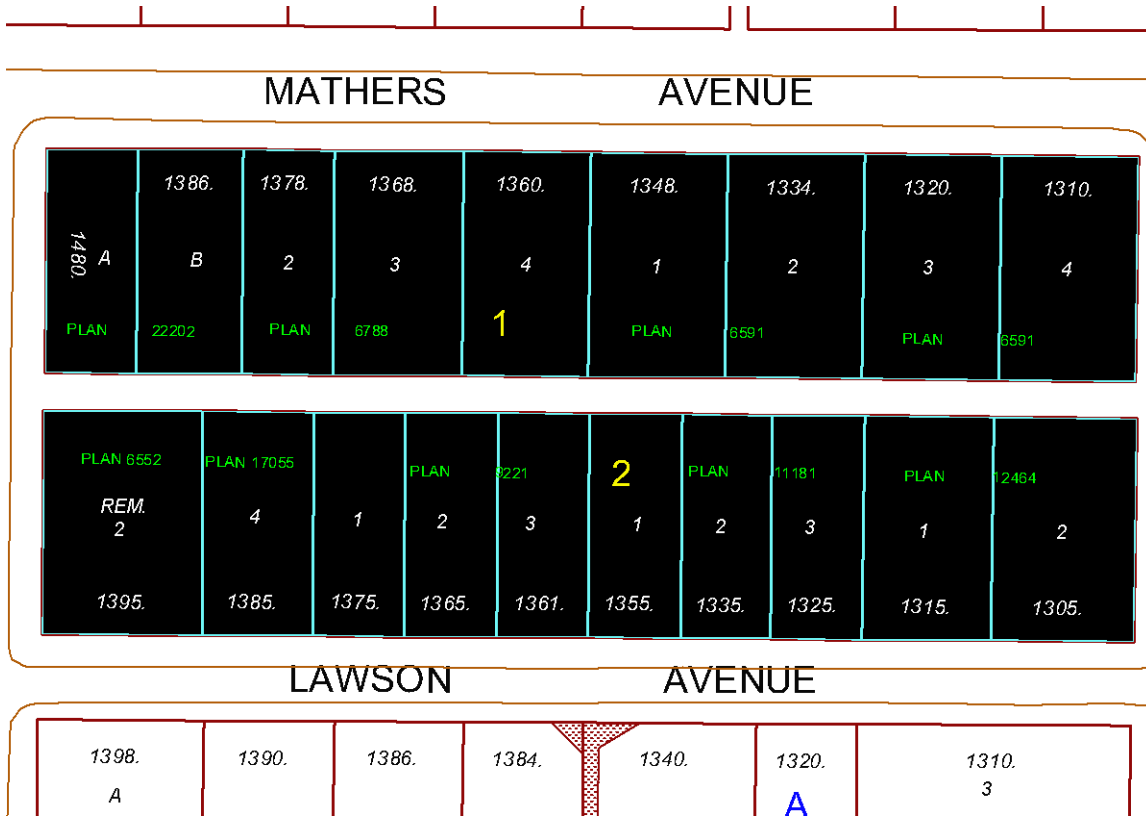 MATHERS AVENUE
1386. 1378. 1368. 1360. 1348. 1334. 1320. 1310.
1480. A B 2 3 4 1 2 3 4
PLAN 22202 PLAN 6788 1 PLAN 6591 PLAN 6591
PLAN 6552 PLAN 17055 PLAN 9221 2 PLAN 11181 PLAN 12464
REM.
2 4 1 2 3 1 2 3 1 2
1395. 1385. 1375. 1365. 1361. 1355. 1335. 1325. 1315. 1305.
LAWSON AVENUE
1398. 1390. 1386. 1384. 1340. 1320. 1310.
A A 3